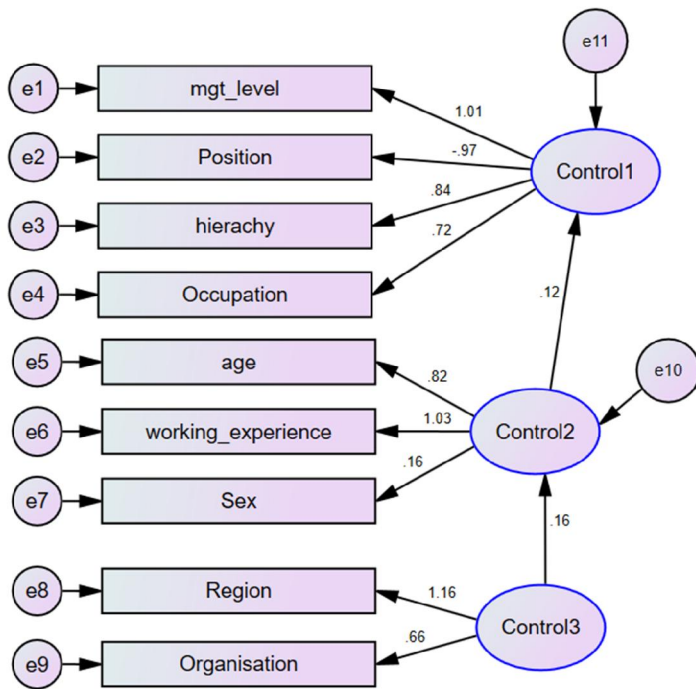 e11
e1
mgt_level
1.01
e2
Position
-.97
Control1
e3
hierachy
.84
.72
e4
Occupation
.12
e5
age
.82
e10
e6
working_experience
1.03
Control2
e7
Sex
.16
.16
e8
Region
1.16
Control3
e9
Organisation
.66